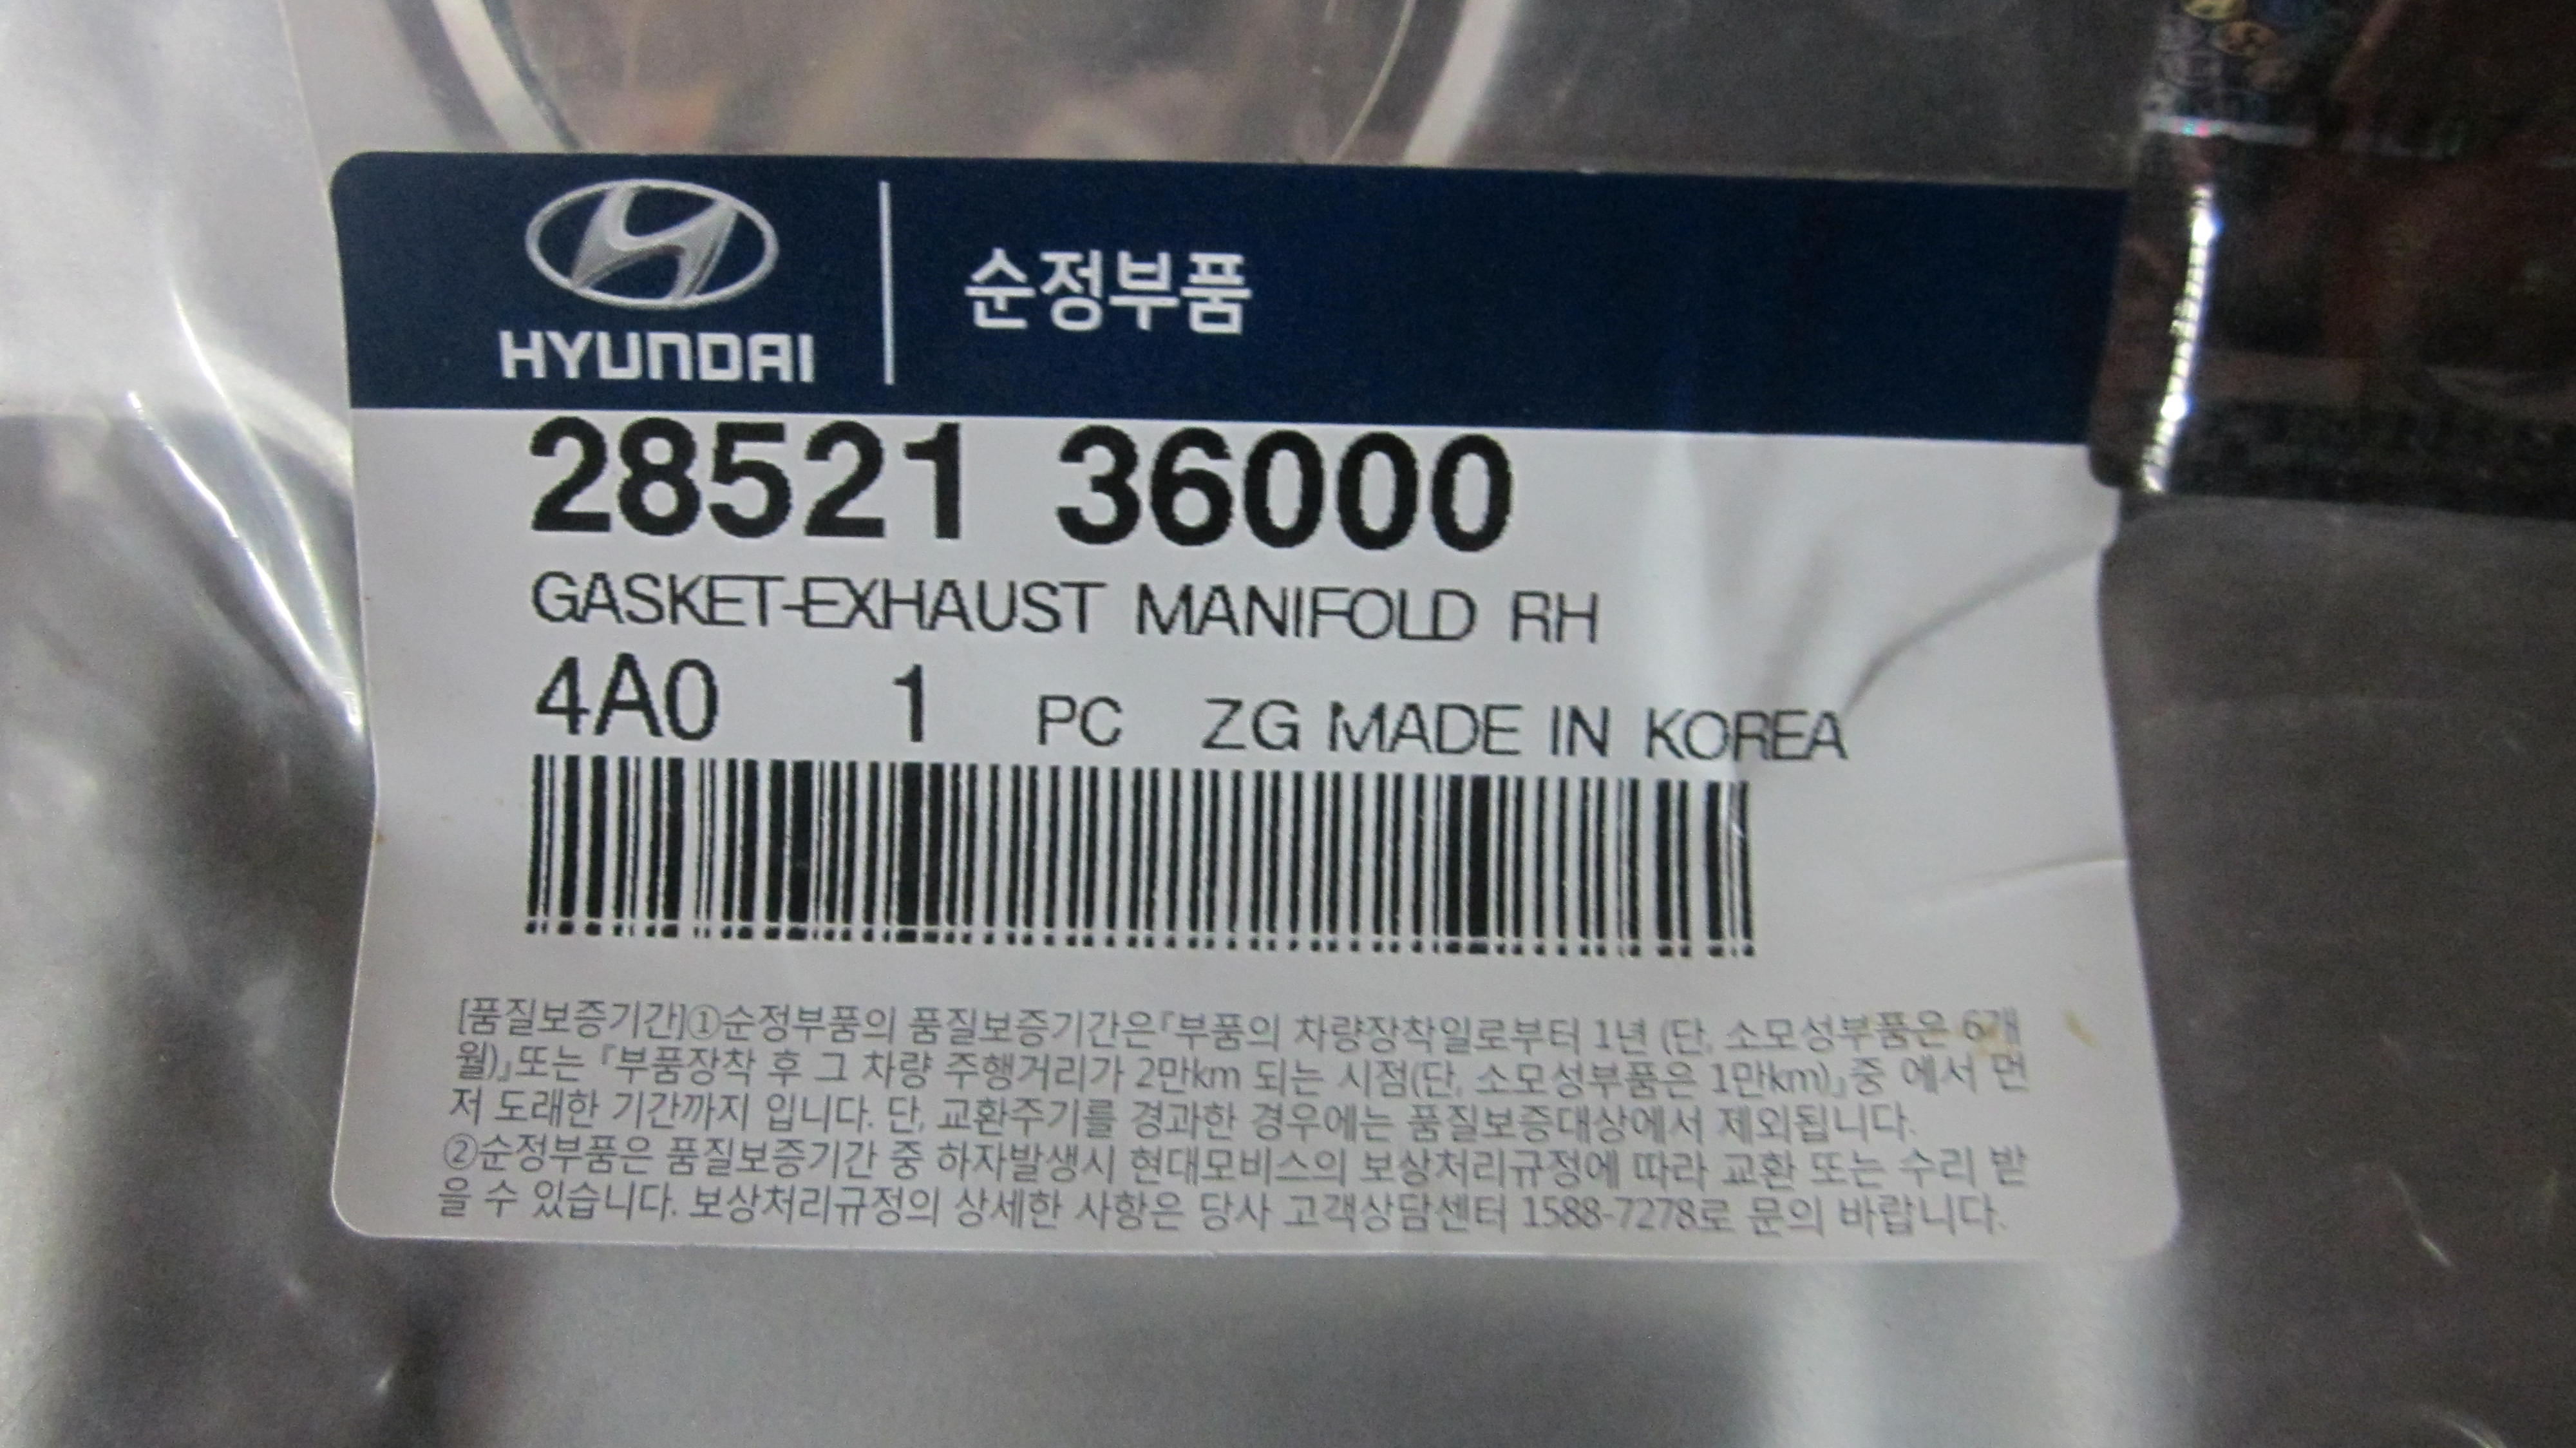 HYUNDAI
순정부품
28521 36000
GASKET-EXHAUST MANIFOLD RH
4A0 1 PC ZG MADE IN KOREA
[품질보증기간]①순정부품의 품질보증기간은『부품의 차량장착일로부터 1년 (단, 소모성부품은 6개
월)』또는 『부품장착 후 그 차량 주행거리가 2만km 되는 시점(단, 소모성부품은 1만km)』중 에서 먼
저 도래한 기간까지 입니다. 단, 교환주기를 경과한 경우에는 품질보증대상에서 제외됩니다.
②순정부품은 품질보증기간 중 하자발생시 현대모비스의 보상처리규정에 따라 교환 또는 수리 받
을 수 있습니다. 보상처리규정의 상세한 사항은 당사 고객상담센터 1588-7278로 문의 바랍니다.